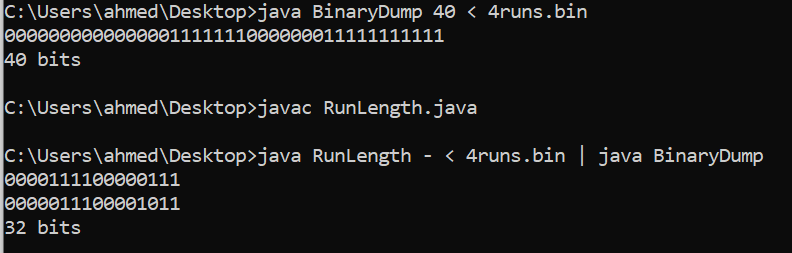 C:\Users\ahmed\Desktop>java BinaryDump 40 < 4runs.bin
0000000000000001111111000000011111111111
40 bits
C:\Users\ahmed\Desktop>javac RunLength.java
C:\Users\ahmed\Desktop>java RunLength - < 4runs.bin | java BinaryDump
0000111100000111
0000011100001011
32 bits